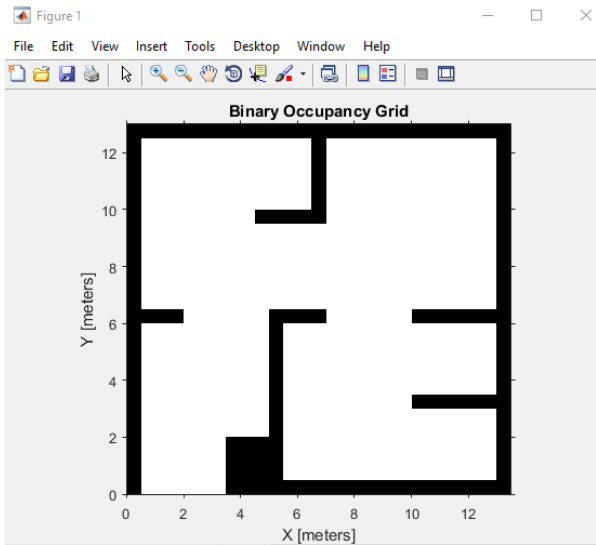 Figure 1
File Edit View Insert Tools Desktop Window Help
Binary Occupancy Grid
12
10
8
6
4
2
0
Y [meters]
0 2 4 6 8 10 12
X [meters]